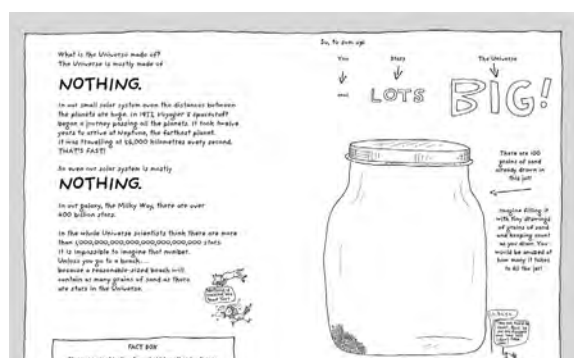 What is the Universe made of?
The Universe is mostly made of
NOTHING.
In our small solar system even the distances between
the planets are huge. In 1977, Voyager 2 spacecraft
began a journey passing all the planets. It took twelve
years to arrive at Neptune, the farthest planet.
It was travelling at 56,000 kilometres every second.
THAT'S FAST!
So even our solar system is mostly
NOTHING.
In our galaxy, the Milky Way, there are over
400 billion stars.
In the whole Universe scientists think there are more
than 1,000,000,000,000,000,000,000,000 stars.
It is impossible to imagine that number.
Unless you go to a beach...
because a reasonable-sized beach will
contain as many grains of sand as there
are stars in the Universe.
FACT BOX
So, to sum up:
You
Stars
The Universe
LOTS
BIG!
There are 100
grains of sand
already drawn in
this jar!
Imagine filling it
with tiny drawings
of grains of sand
and keeping count
as you draw. You
would be amazed at
how many it takes
to fill the jar!